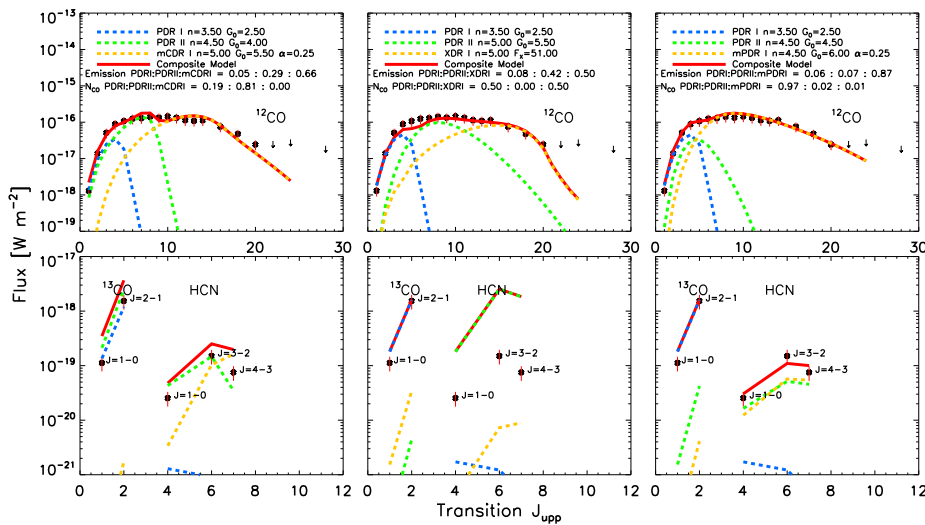 10⁻¹³
10⁻¹⁴
10⁻¹⁵
10⁻¹⁶
10⁻¹⁷
10⁻¹⁸
10⁻¹⁹
PDR I n=3.50 G₀=2.50
PDR II n=4.50 G₀=4.00
mCDR I n=5.00 G₀=5.50 α=0.25
Composite Model
Emission PDRI:PDRII:mCDRI = 0.05 : 0.29 : 0.66
N_CO PDRI:PDRII:mCDRI = 0.19 : 0.81 : 0.00
¹²CO
0 10 20 30
PDR I n=3.50 G₀=2.50
PDR II n=5.00 G₀=5.50
XDR I n=5.00 Fₓ=51.00
Composite Model
Emission PDRI:PDRII:XDRI = 0.08 : 0.42 : 0.50
N_CO PDRI:PDRII:XDRI = 0.50 : 0.00 : 0.50
¹²CO
0 10 20 30
PDR I n=3.50 G₀=2.50
PDR II n=4.50 G₀=4.50
mPDR I n=4.50 G₀=6.00 α=0.25
Composite Model
Emission PDRI:PDRII:mPDRI = 0.06 : 0.07 : 0.87
N_CO PDRI:PDRII:mPDRI = 0.97 : 0.02 : 0.01
¹²CO
0 10 20 30
Flux [W m⁻²]
10⁻¹⁷
10⁻¹⁸
10⁻¹⁹
10⁻²⁰
10⁻²¹
¹³CO HCN
J=2-1
J=1-0
J=3-2
J=4-3
J=1-0
0 2 4 6 8 10 12
¹³CO HCN
J=2-1
J=1-0
J=3-2
J=4-3
J=1-0
0 2 4 6 8 10 12
¹³CO HCN
J=2-1
J=1-0
J=3-2
J=4-3
J=1-0
0 2 4 6 8 10 12
Transition J_upp